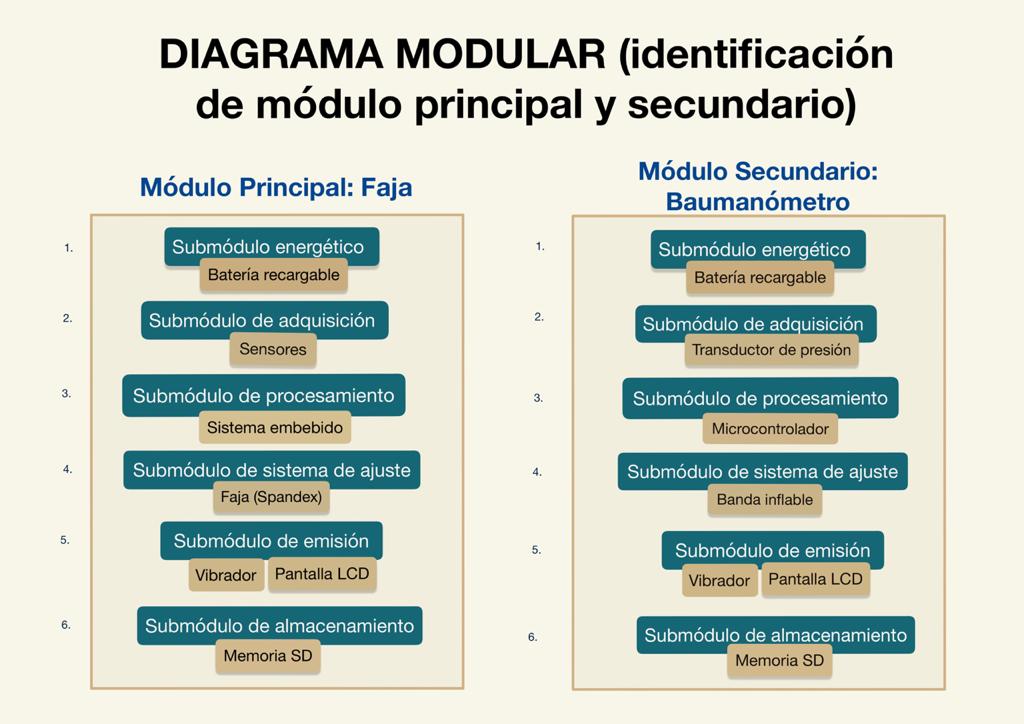 DIAGRAMA MODULAR (identificación
de módulo principal y secundario)
Módulo Principal: Faja
1.
Submódulo energético
Batería recargable
2.
Submódulo de adquisición
Sensores
3.
Submódulo de procesamiento
Sistema embebido
4.
Submódulo de sistema de ajuste
Faja (Spandex)
5.
Submódulo de emisión
Vibrador
Pantalla LCD
6.
Submódulo de almacenamiento
Memoria SD
Módulo Secundario:
Baumanómetro
1.
Submódulo energético
Batería recargable
2.
Submódulo de adquisición
Transductor de presión
3.
Submódulo de procesamiento
Microcontrolador
4.
Submódulo de sistema de ajuste
Banda inflable
5.
Submódulo de emisión
Vibrador
Pantalla LCD
6.
Submódulo de almacenamiento
Memoria SD